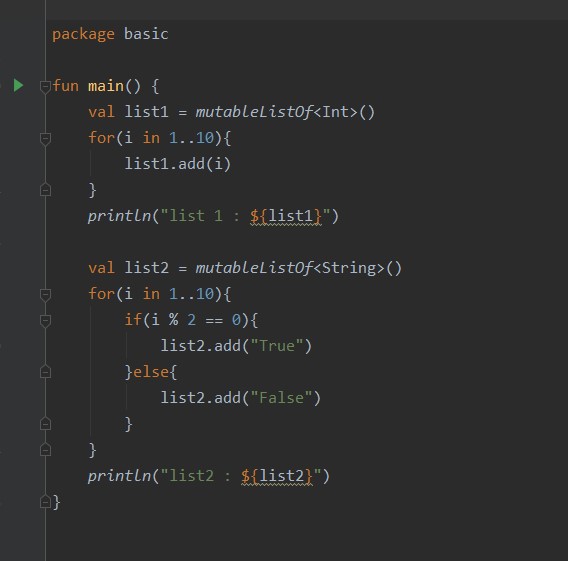 package basic
fun main() {
    val list1 = mutableListOf<Int>()
    for(i in 1..10){
        list1.add(i)
    }
    println("list 1 : ${list1}")
    val list2 = mutableListOf<String>()
    for(i in 1..10){
        if(i % 2 == 0){
            list2.add("True")
        }else{
            list2.add("False")
        }
    }
    println("list2 : ${list2}")
}